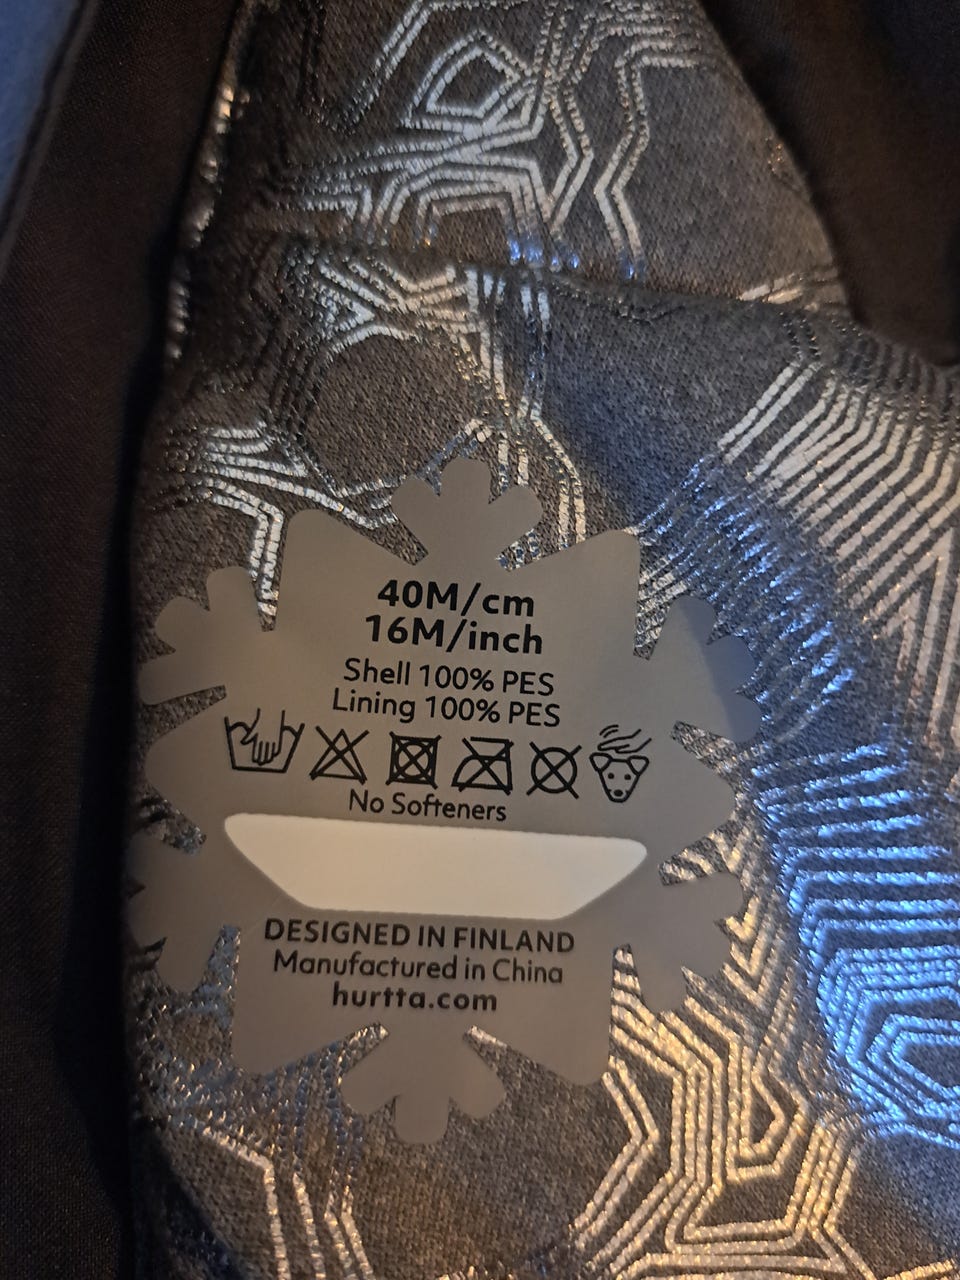 40M/cm
16M/inch
Shell 100% PES
Lining 100% PES
No Softeners
DESIGNED IN FINLAND
Manufactured in China
hurtta.com